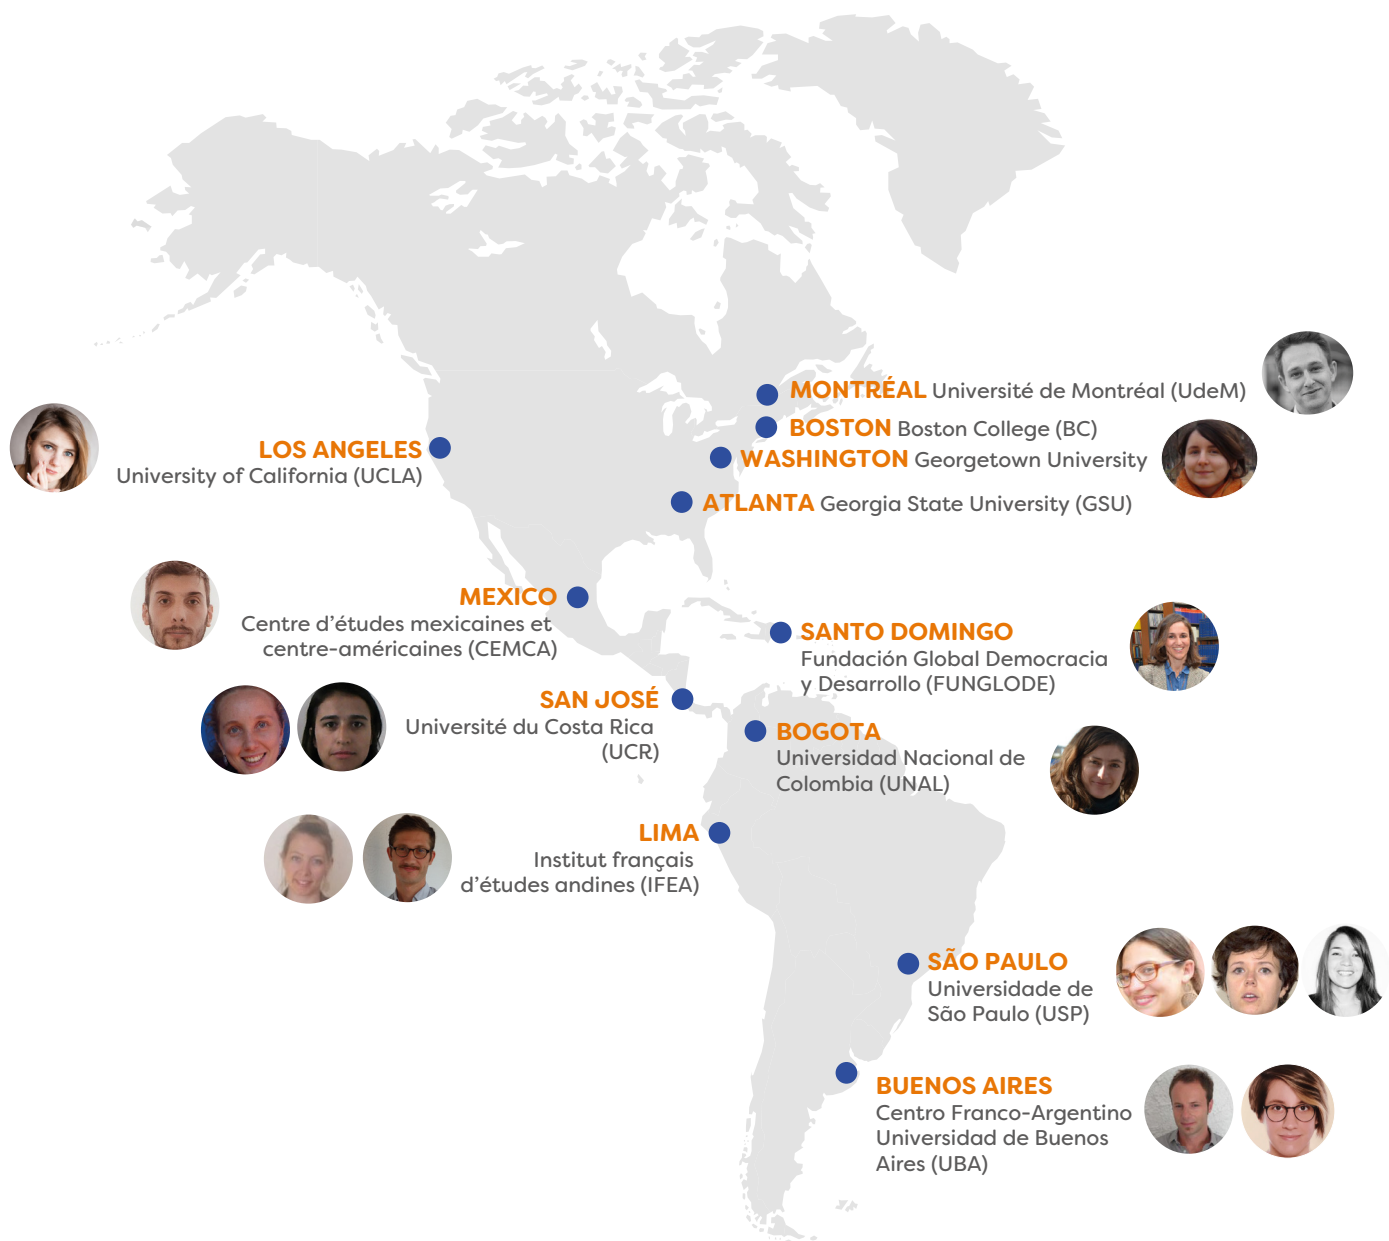 MONTRÉAL Université de Montréal (UdeM)
BOSTON Boston College (BC)
LOS ANGELES
University of California (UCLA)
WASHINGTON Georgetown University
ATLANTA Georgia State University (GSU)
MEXICO
Centre d'études mexicaines et
centre-américaines (CEMCA)
SANTO DOMINGO
Fundación Global Democracia
y Desarrollo (FUNGLODE)
SAN JOSÉ
Université du Costa Rica
(UCR)
BOGOTA
Universidad Nacional de
Colombia (UNAL)
LIMA
Institut français
d'études andines (IFEA)
SÃO PAULO
Universidade de
São Paulo (USP)
BUENOS AIRES
Centro Franco-Argentino
Universidad de Buenos
Aires (UBA)